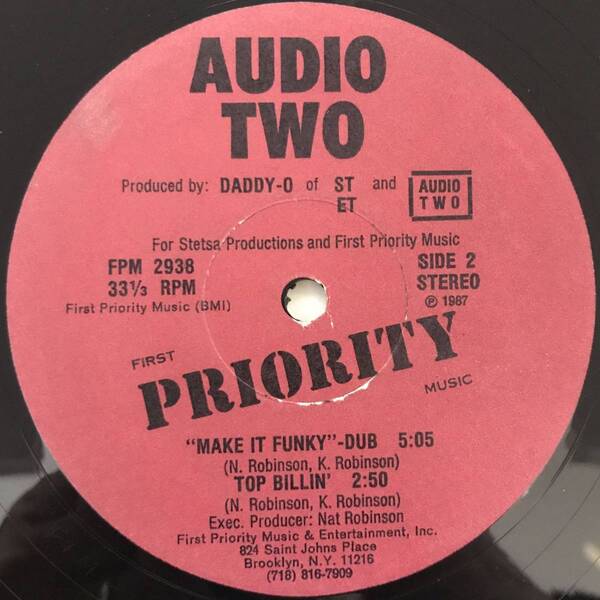 AUDIO
TWO
Produced by: DADDY-O of ST ET and AUDIO TWO
For Stetsa Productions and First Priority Music
FPM 2938
33⅓ RPM
First Priority Music (BMI)
SIDE 2
STEREO
℗ 1987
FIRST
PRIORITY
MUSIC
“MAKE IT FUNKY”-DUB 5:05
(N. Robinson, K. Robinson)
TOP BILLIN' 2:50
(N. Robinson, K. Robinson)
Exec. Producer: Nat Robinson
First Priority Music & Entertainment, Inc.
824 Saint Johns Place
Brooklyn, N.Y. 11216
(718) 816-7909